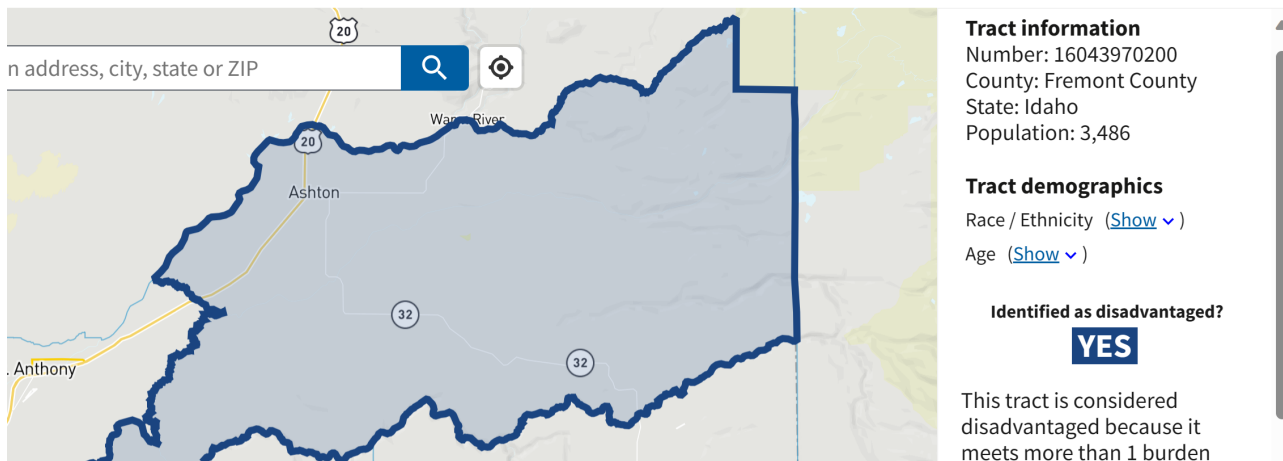 20
n address, city, state or ZIP
Warm River
20
Ashton
32
32
. Anthony
Tract information
Number: 16043970200
County: Fremont County
State: Idaho
Population: 3,486
Tract demographics
Race / Ethnicity (Show )
Age (Show )
Identified as disadvantaged?
YES
This tract is considered
disadvantaged because it
meets more than 1 burden